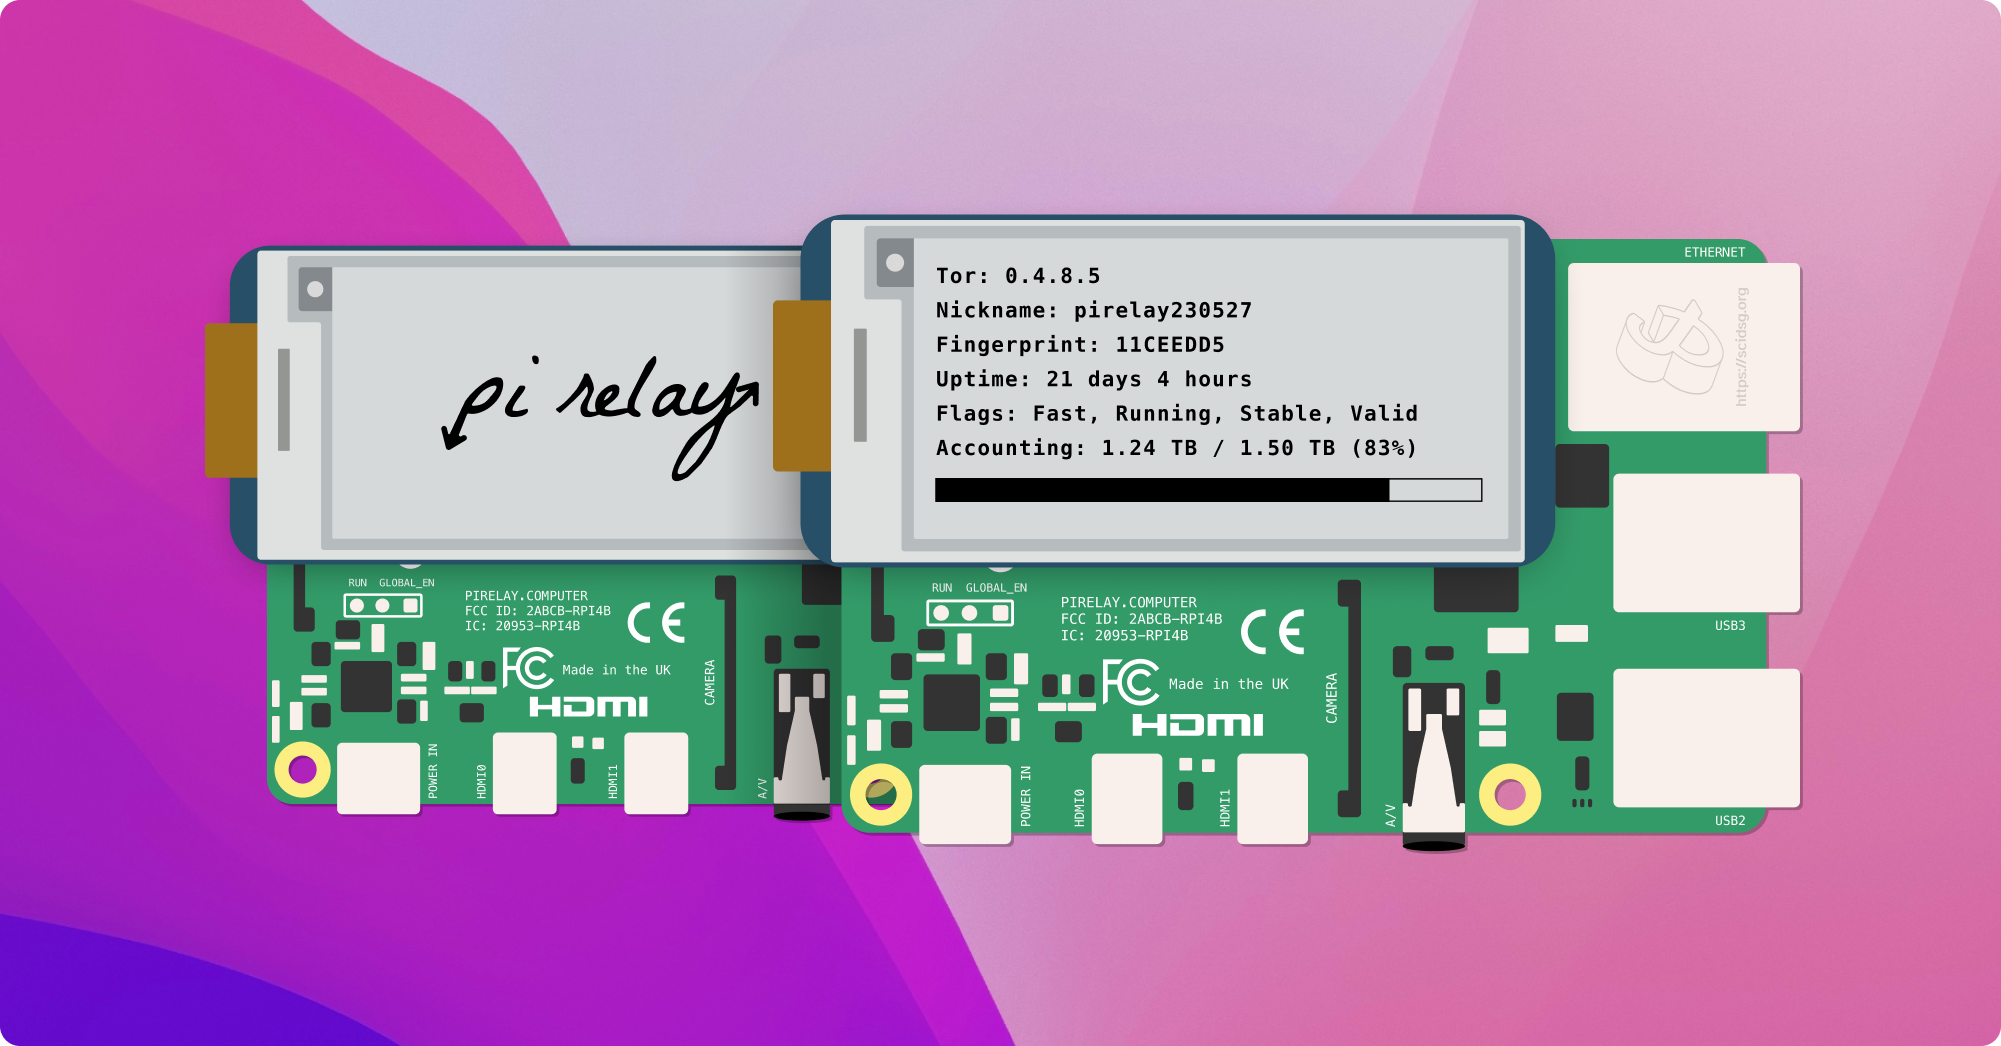 pi relay
RUN GLOBAL_EN
PIRELAY.COMPUTER
FCC ID: 2ABCB-RPI4B
IC: 20953-RPI4B
CE
FCC
Made in the UK
HDMI
CAMERA
POWER IN
HDMI0
HDMI1
A/V
Tor: 0.4.8.5
Nickname: pirelay230527
Fingerprint: 11CEEDD5
Uptime: 21 days 4 hours
Flags: Fast, Running, Stable, Valid
Accounting: 1.24 TB / 1.50 TB (83%)
ETHERNET
https://scidsg.org
USB3
USB2
RUN GLOBAL_EN
PIRELAY.COMPUTER
FCC ID: 2ABCB-RPI4B
IC: 20953-RPI4B
CE
FCC
Made in the UK
HDMI
CAMERA
POWER IN
HDMI0
HDMI1
A/V